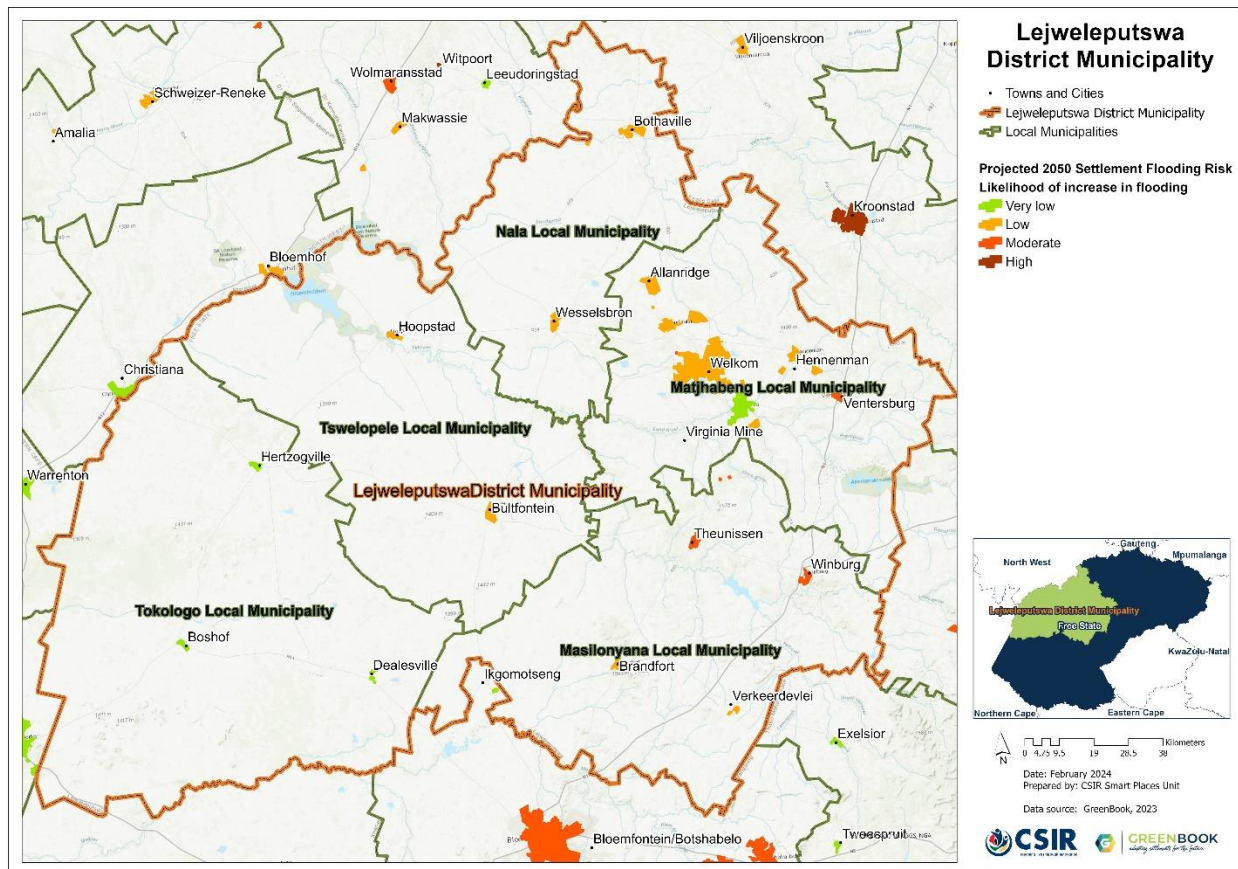 Lejweleputswa
District Municipality
Towns and Cities
Lejweleputswa District Municipality
Local Municipalities
Projected 2050 Settlement Flooding Risk
Likelihood of increase in flooding
Very low
Low
Moderate
High
Viljoenskroon
Witpoort
Wolmaransstad
Leeudoringstad
Schweizer-Reneke
Makwassie
Bothaville
Amalia
Kroonstad
Nala Local Municipality
Bloemhof
Allanridge
Hoopstad
Wesselsbron
Christiana
Welkom
Hennenman
Matjhabeng Local Municipality
Ventersburg
Tswelopele Local Municipality
Virginia Mine
Hertzogville
Warrenton
LejweleputswaDistrict Municipality
Bultfontein
Theunissen
Winburg
Tokologo Local Municipality
Boshof
Masilonyana Local Municipality
Brandfort
Dealesville
Ikgomotseng
Verkeerdevlei
Exelsior
Bloemfontein/Botshabelo
Tweespruit
Gauteng
North West
Mpumalanga
Lejweleputswa District Municipality
Free State
KwaZulu-Natal
Northern Cape
Eastern Cape
N
0 4,75 9,5 19 28,5 38
Kilometers
Date: February 2024
Prepared by: CSIR Smart Places Unit
Data source: GreenBook, 2023
CSIR
GREENBOOK
adapting settlements for the future